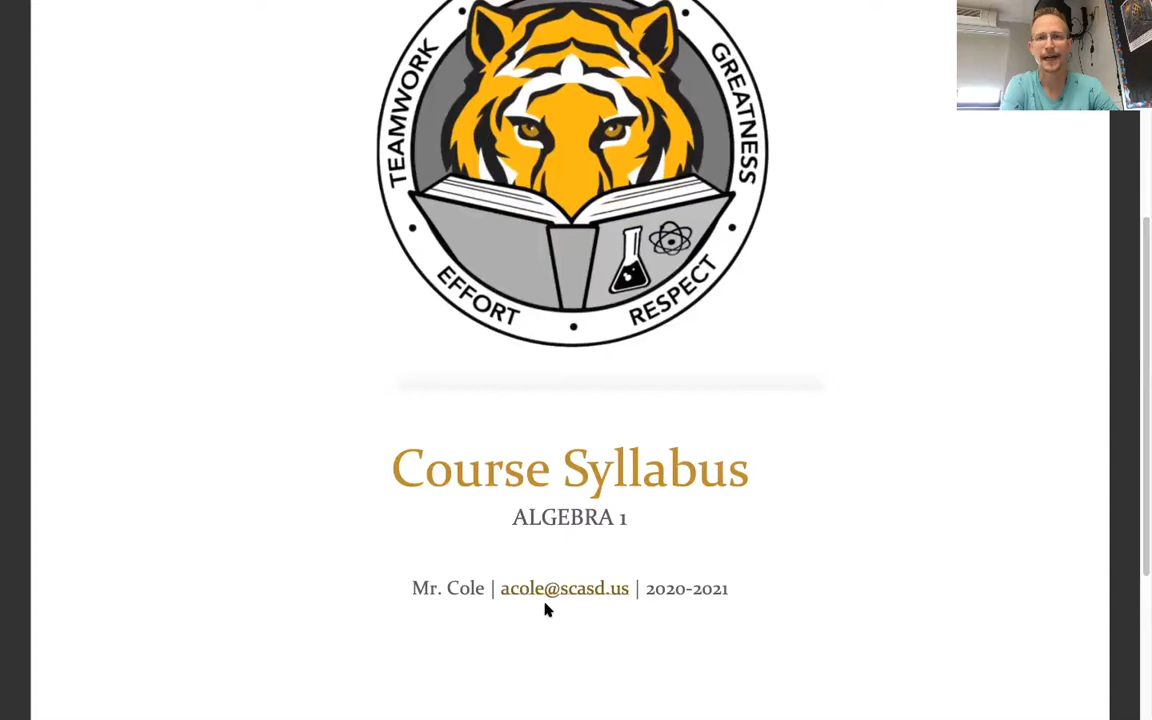 TEAMWORK
GREATNESS
EFFORT
RESPECT
Course Syllabus
ALGEBRA 1
Mr. Cole | acole@scasd.us | 2020-2021